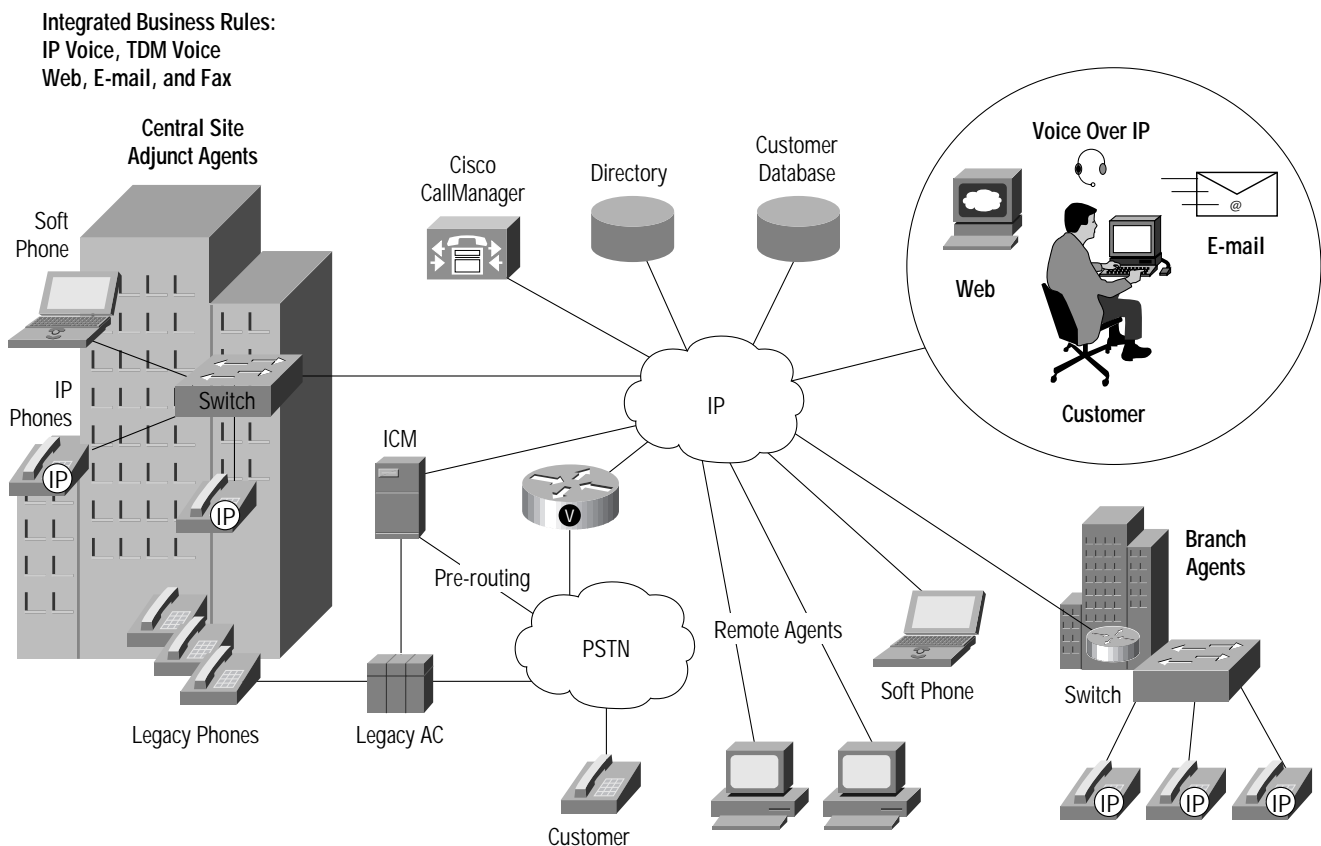 Integrated Business Rules:
IP Voice, TDM Voice
Web, E-mail, and Fax
Central Site
Adjunct Agents
Soft
Phone
IP
Phones
IP
IP
Switch
Legacy Phones
Cisco
CallManager
Directory
Customer
Database
IP
ICM
V
Pre-routing
PSTN
Legacy AC
Customer
Remote Agents
Soft Phone
Voice Over IP
Web
@
E-mail
Customer
Branch
Agents
Switch
IP
IP
IP